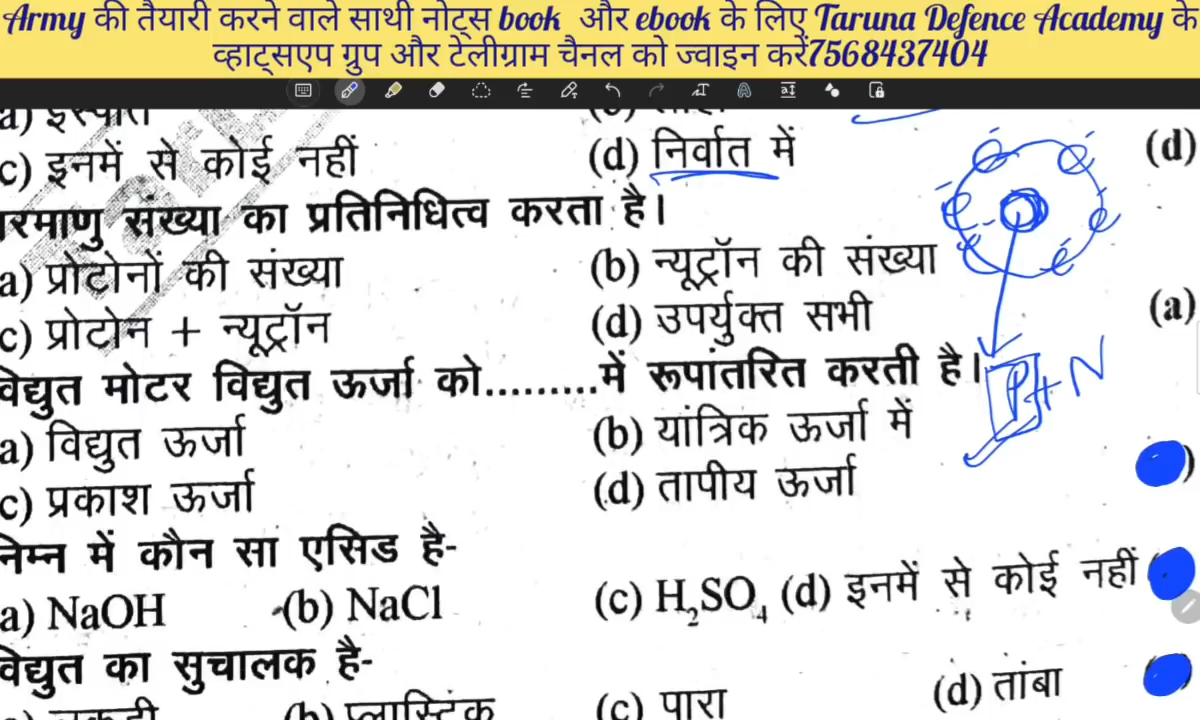 Army की तैयारी करने वाले साथी नोट्स book और ebook के लिए Taruna Defence Academy के
व्हाट्सएप ग्रुप और टेलीग्राम चैनल को ज्वाइन करें7568437404
c) इनमें से कोई नहीं (d) निर्वात में (d)
रमाणु संख्या का प्रतिनिधित्व करता है।
a) प्रोटोनों की संख्या (b) न्यूट्रॉन की संख्या
c) प्रोटोन + न्यूट्रॉन (d) उपर्युक्त सभी (a)
विद्युत मोटर विद्युत ऊर्जा को.........में रूपांतरित करती है। P+N
a) विद्युत ऊर्जा (b) यांत्रिक ऊर्जा में
c) प्रकाश ऊर्जा (d) तापीय ऊर्जा )
निम्न में कौन सा एसिड है-
a) NaOH (b) NaCl (c) H₂SO₄ (d) इनमें से कोई नहीं
विद्युत का सुचालक है-
(b) प्लास्टिक (c) पारा (d) तांबा